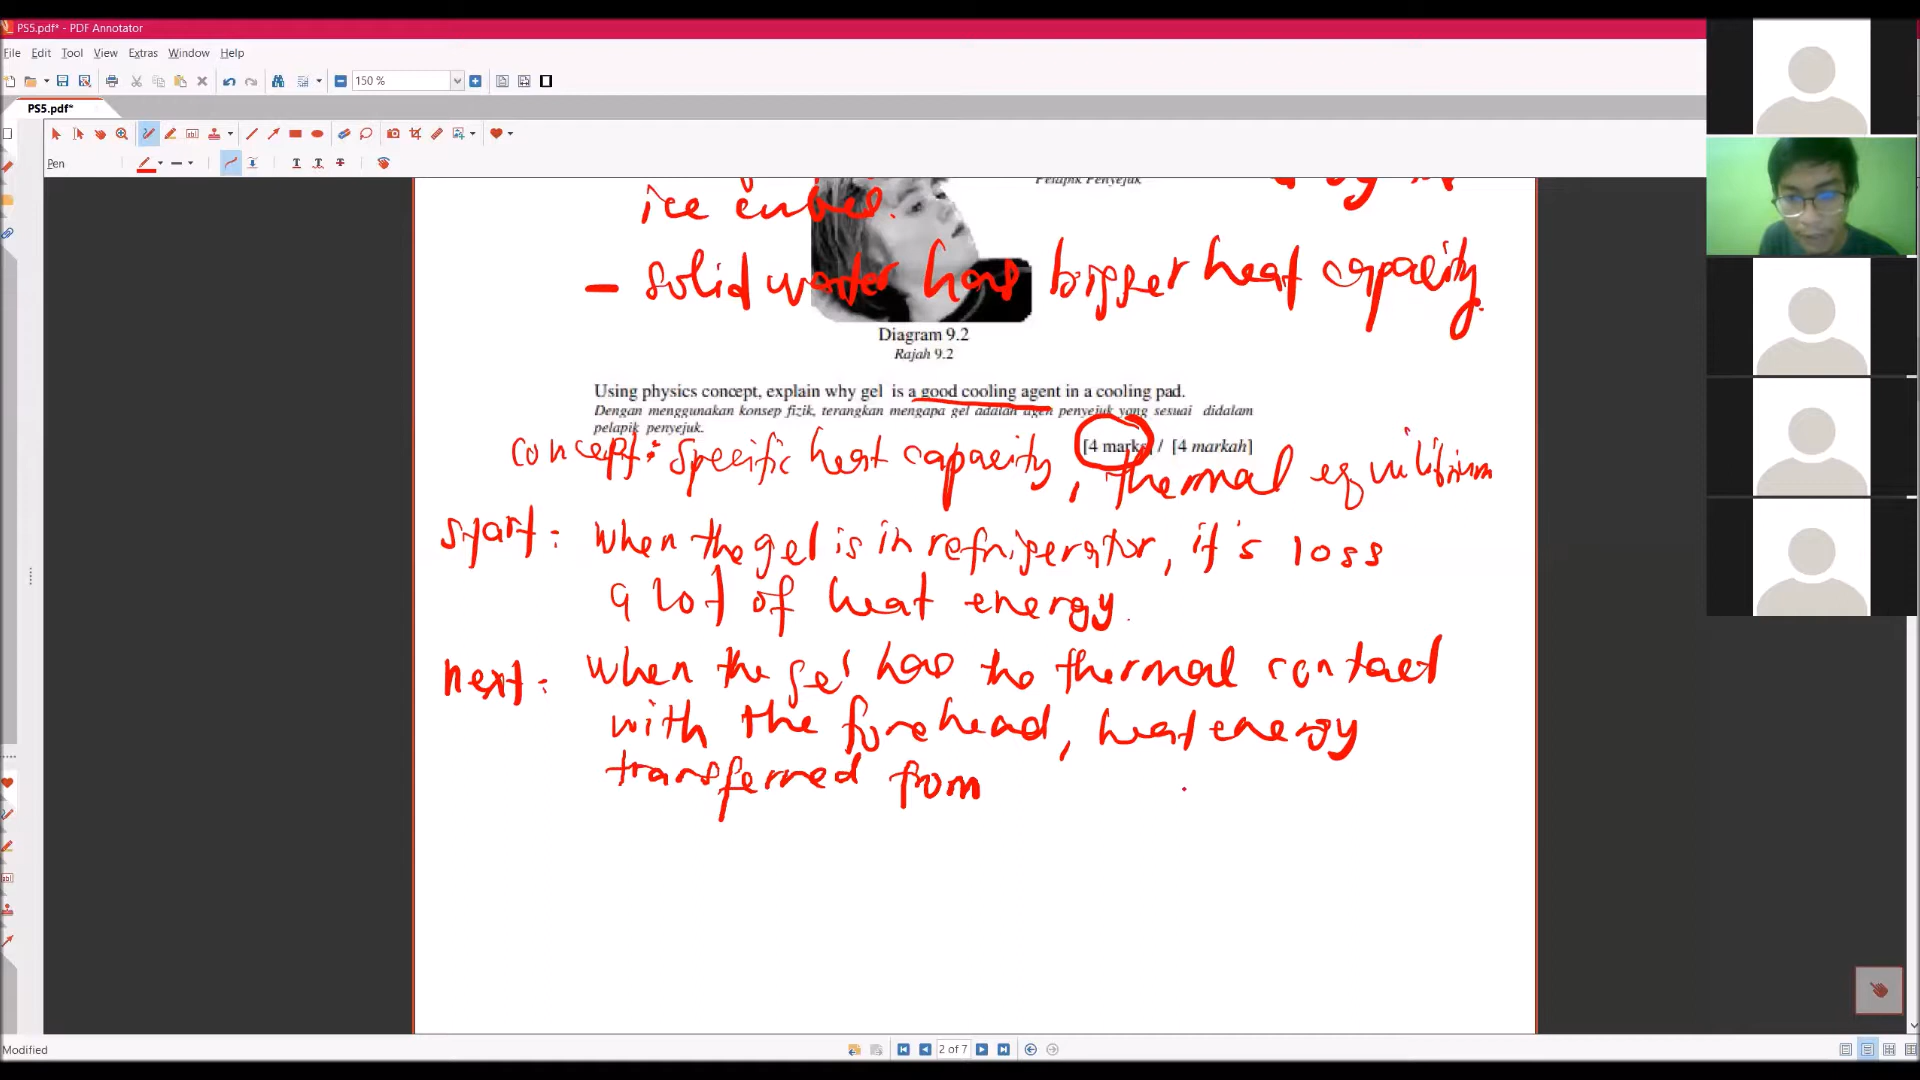 PS5.pdf* - PDF Annotator
File Edit Tool View Extras Window Help
150 %
PS5.pdf*
Pen
Pelapik Penyejuk
ice cubes.
- solid water has bigger heat capacity.
Diagram 9.2
Rajah 9.2
Using physics concept, explain why gel is a good cooling agent in a cooling pad.
Dengan menggunakan konsep fizik, terangkan mengapa gel adalah agen penyejuk yang sesuai didalam
pelapik penyejuk.
[4 marks] / [4 markah]
concept: specific heat capacity, thermal equilibrium
start: when the gel is in refrigerator, it's loss
a lot of heat energy.
next: when the gel has the thermal contact
with the forehead, heat energy
transferred from
Modified
2 of 7